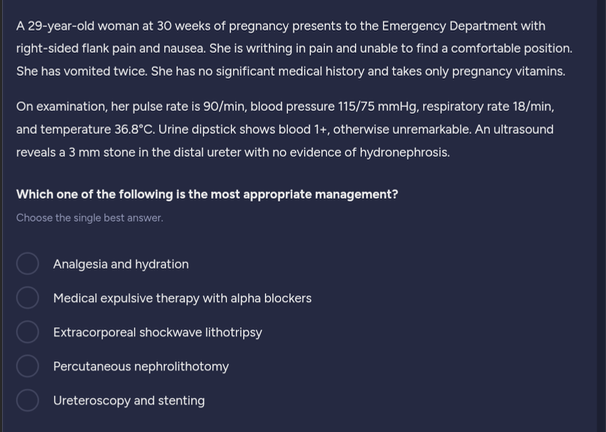 A 29-year-old woman at 30 weeks of pregnancy presents to the Emergency Department with
right-sided flank pain and nausea. She is writhing in pain and unable to find a comfortable position.
She has vomited twice. She has no significant medical history and takes only pregnancy vitamins.
On examination, her pulse rate is 90/min, blood pressure 115/75 mmHg, respiratory rate 18/min,
and temperature 36.8°C. Urine dipstick shows blood 1+, otherwise unremarkable. An ultrasound
reveals a 3 mm stone in the distal ureter with no evidence of hydronephrosis.
Which one of the following is the most appropriate management?
Choose the single best answer.
Analgesia and hydration
Medical expulsive therapy with alpha blockers
Extracorporeal shockwave lithotripsy
Percutaneous nephrolithotomy
Ureteroscopy and stenting